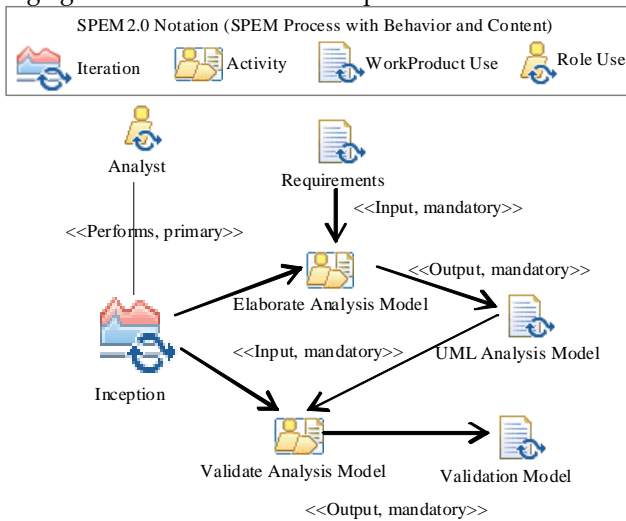 SPEM2.0 Notation (SPEM Process with Behavior and Content)
Iteration
Activity
WorkProduct Use
Role Use
Analyst
Requirements
<<Input, mandatory>>
<<Performs, primary>>
<<Output, mandatory>>
Elaborate Analysis Model
<<Input, mandatory>>
UML Analysis Model
Inception
Validate Analysis Model
Validation Model
<<Output, mandatory>>